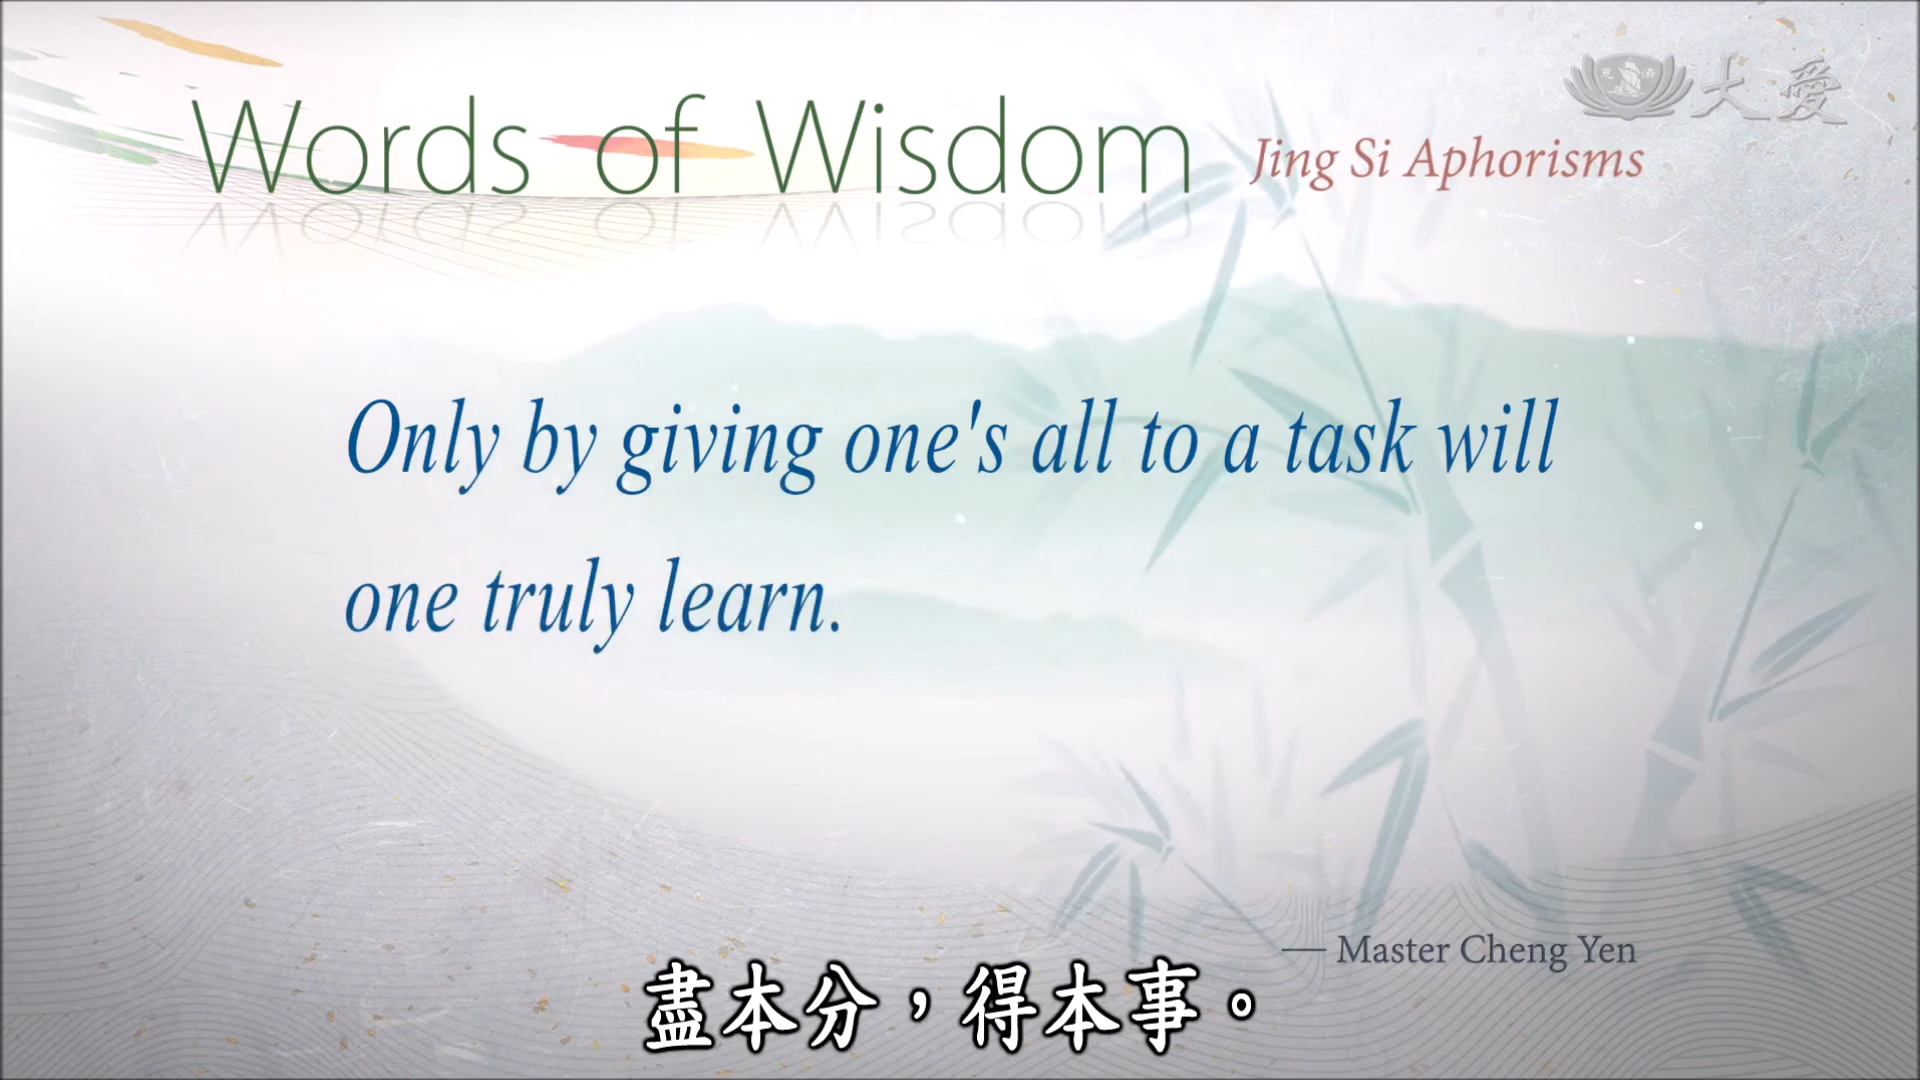 大愛
Words of Wisdom
Jing Si Aphorisms
Only by giving one's all to a task will
one truly learn.
— Master Cheng Yen
盡本分，得本事。